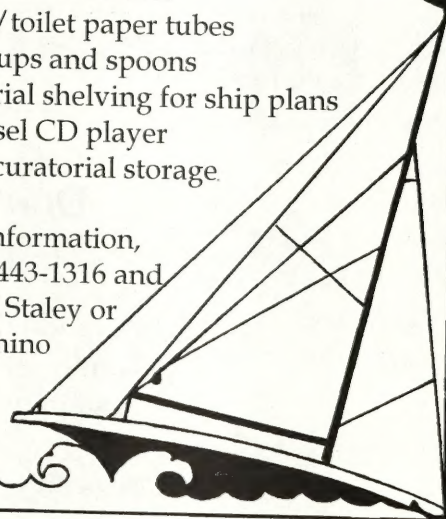 /toilet paper tubes
ups and spoons
rial shelving for ship plans
sel CD player
curatorial storage.
nformation,
443-1316 and
Staley or
hino